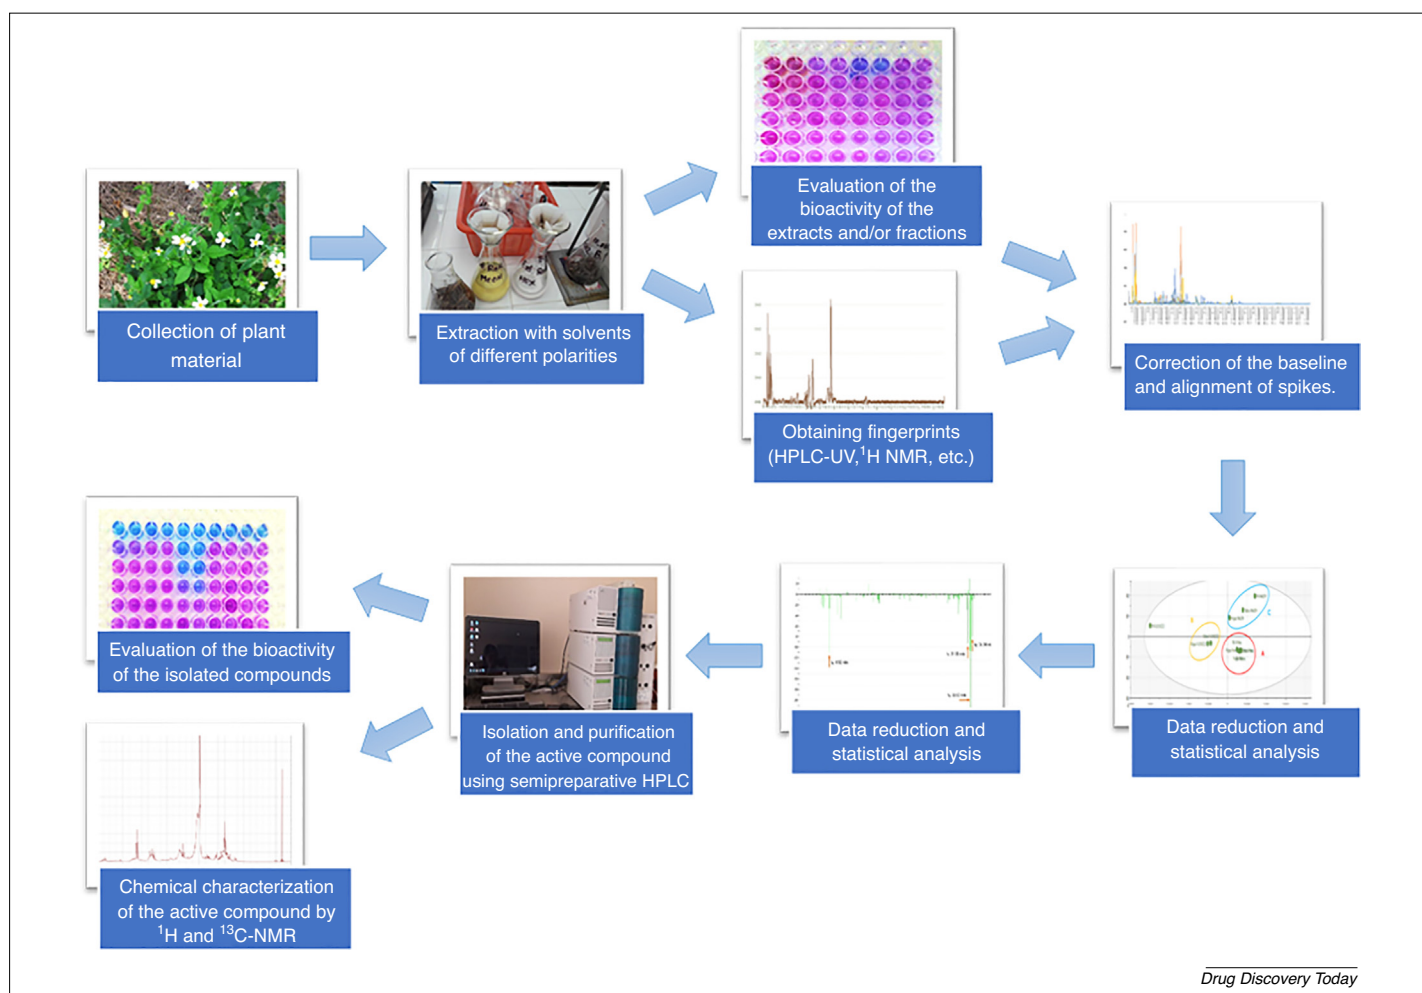 Collection of plant
material
Extraction with solvents
of different polarities
Evaluation of the
bioactivity of the
extracts and/or fractions
Obtaining fingerprints
(HPLC-UV,¹H NMR, etc.)
Correction of the baseline
and alignment of spikes.
Data reduction and
statistical analysis
Data reduction and
statistical analysis
Isolation and purification
of the active compound
using semipreparative HPLC
Evaluation of the bioactivity
of the isolated compounds
Chemical characterization
of the active compound by
¹H and ¹³C-NMR
Drug Discovery Today